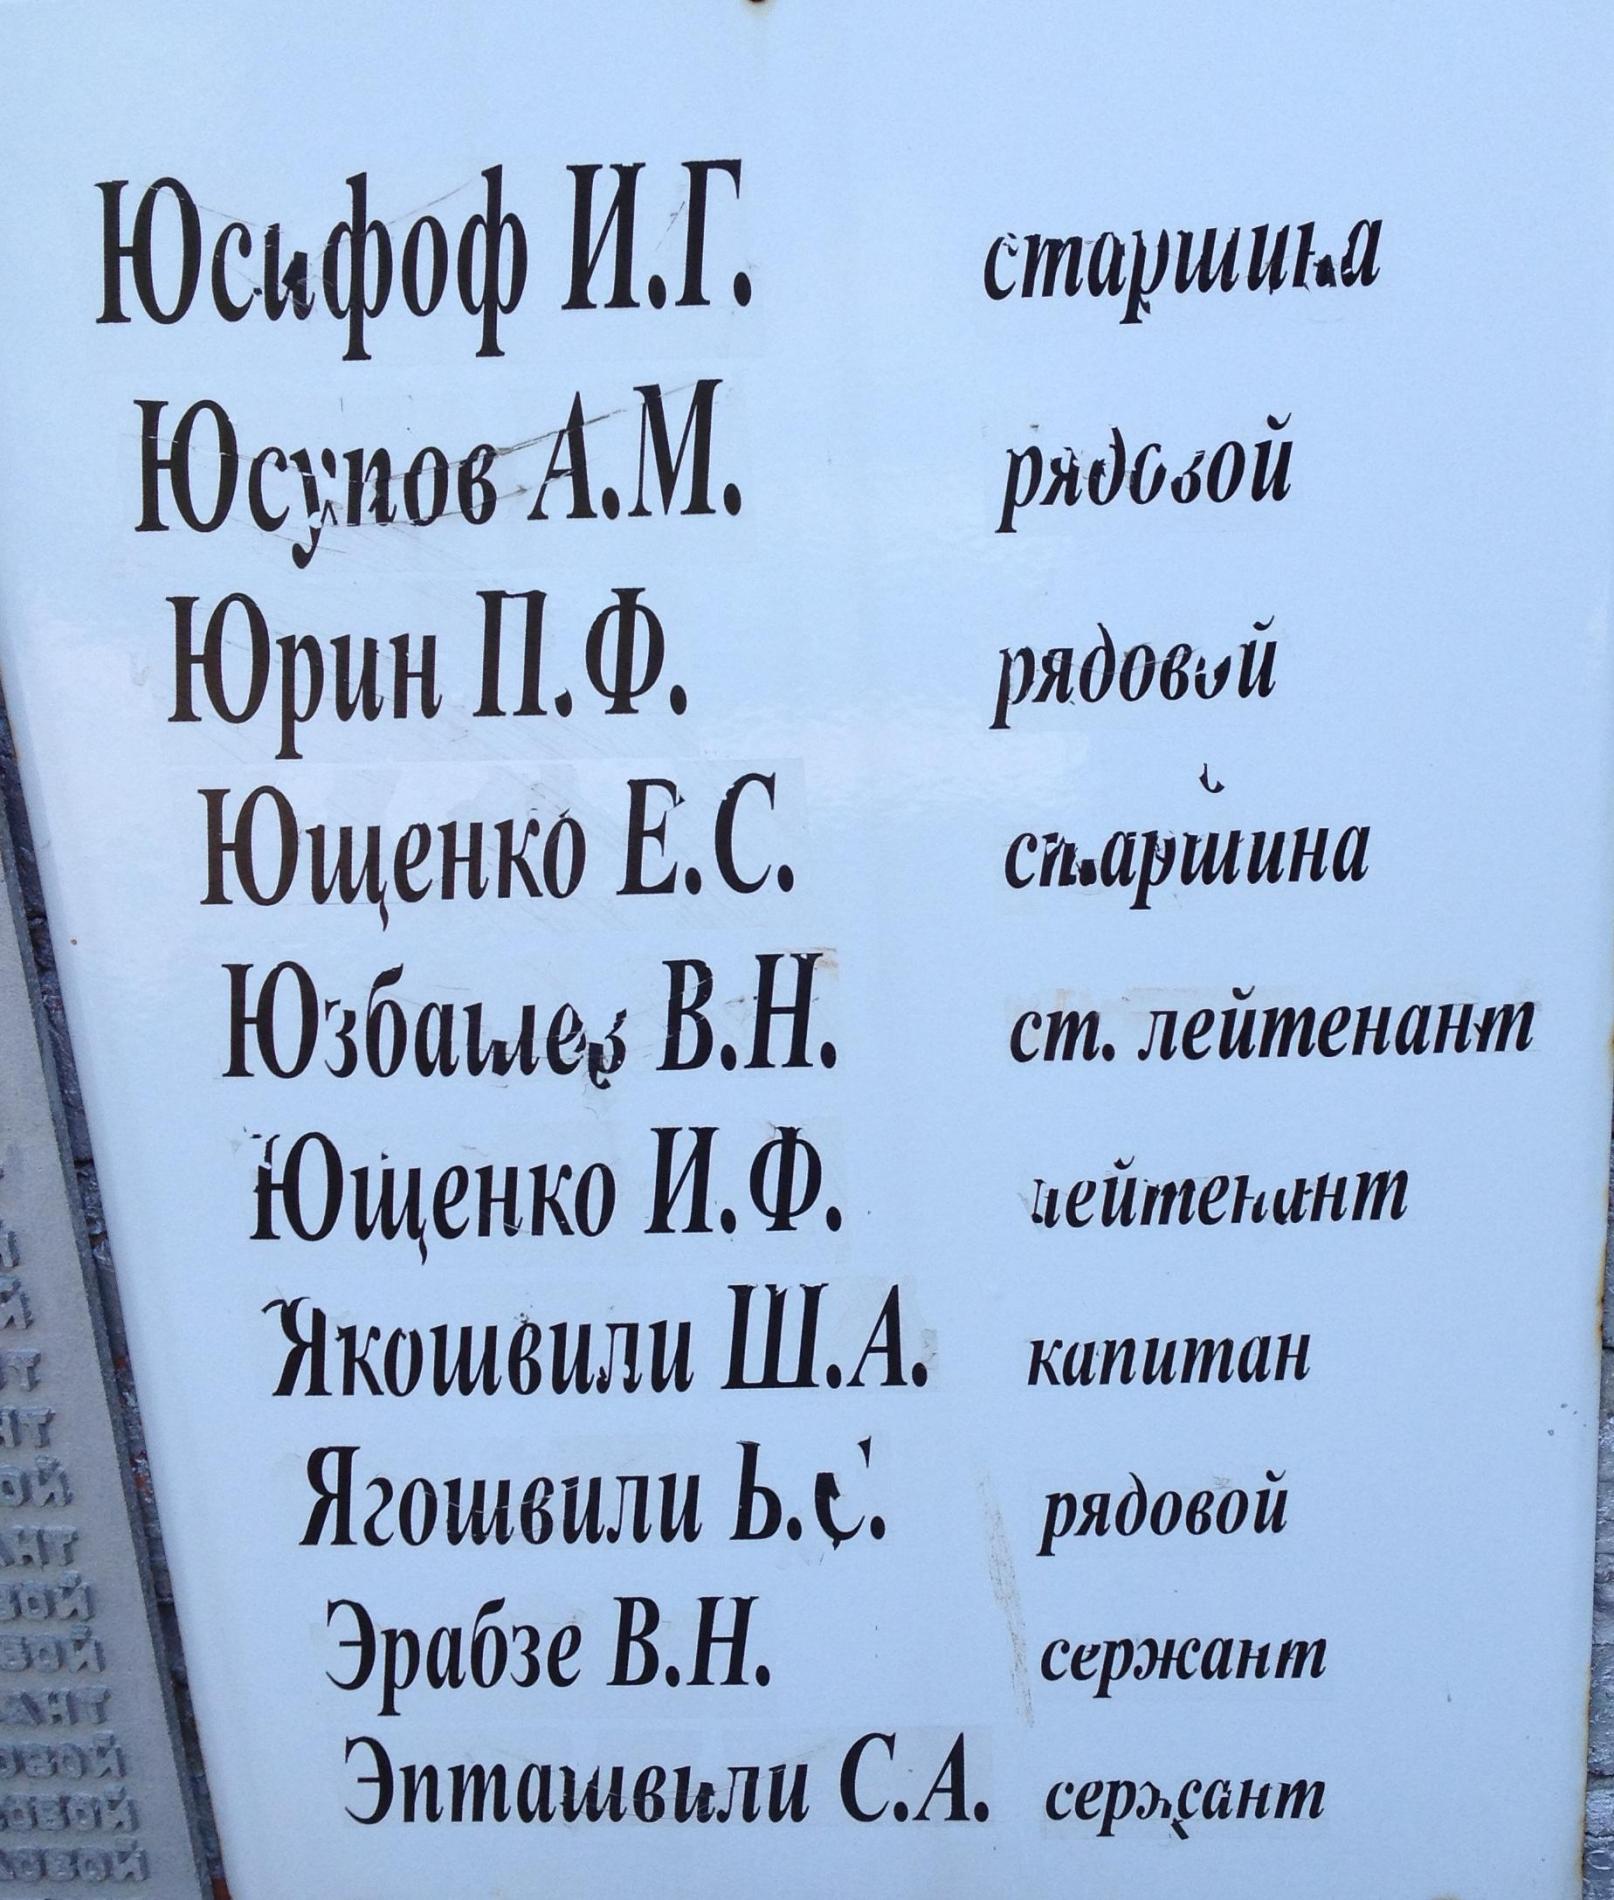 Юсифоф И.Г. старшина
Юсупов А.М. рядовой
Юрин П.Ф. рядовой
Ющенко Е.С. старшина
Юзбашев В.Н. ст. лейтенант
Ющенко И.Ф. лейтенант
Якошвили Ш.А. капитан
Ягошвили рядовой
Эрабзе В.Н. сержант
Эпташвили С.А. сержант